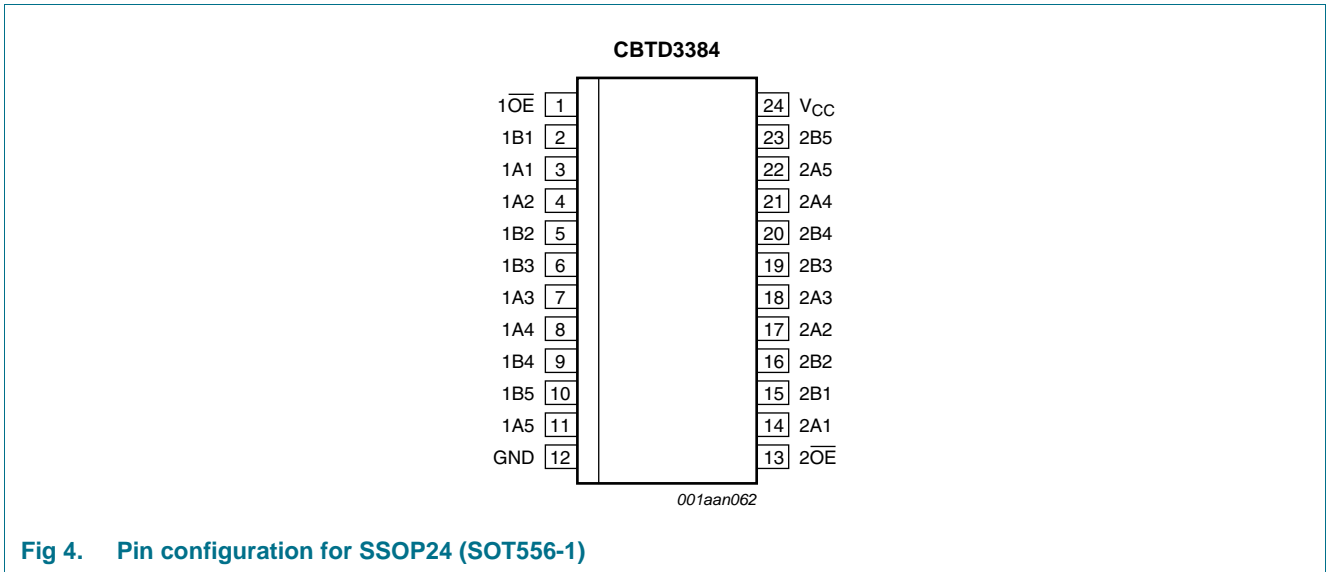 CBTD3384
1O̅E̅ 1 24 VCC
1B1 2 23 2B5
1A1 3 22 2A5
1A2 4 21 2A4
1B2 5 20 2B4
1B3 6 19 2B3
1A3 7 18 2A3
1A4 8 17 2A2
1B4 9 16 2B2
1B5 10 15 2B1
1A5 11 14 2A1
GND 12 13 2O̅E̅
001aan062
Fig 4. Pin configuration for SSOP24 (SOT556-1)